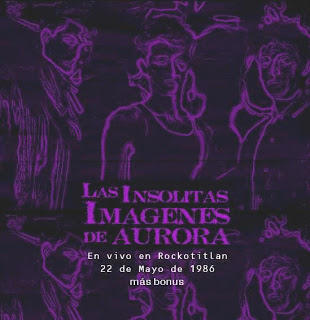 LAS INSOLITAS
IMAGENES
DE AURORA
En vivo en Rockotitlan
22 de Mayo de 1986
más bonus